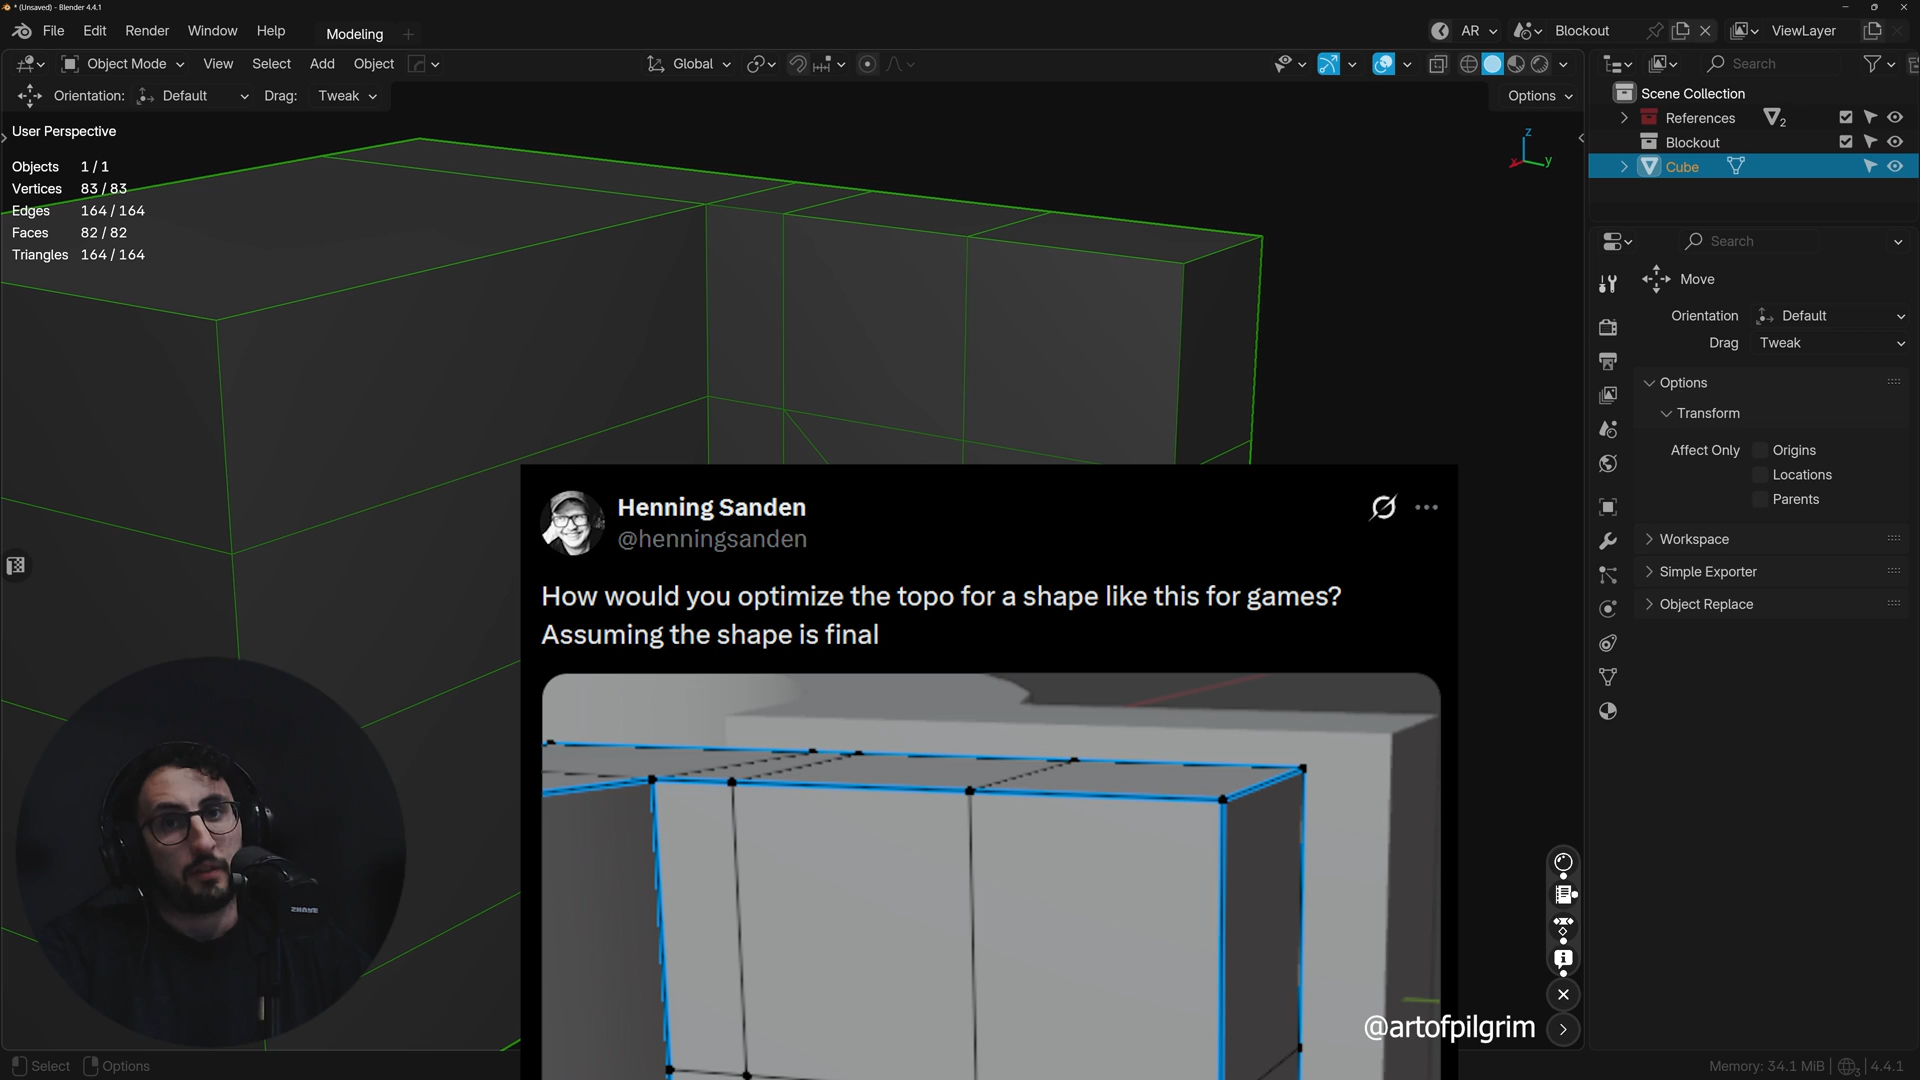 * (Unsaved) - Blender 4.4.1
File Edit Render Window Help Modeling +
AR Blockout ViewLayer
Object Mode View Select Add Object Global
Search
Orientation: Default Drag: Tweak Options
User Perspective
Objects 1 / 1
Vertices 83 / 83
Edges 164 / 164
Faces 82 / 82
Triangles 164 / 164
z
x y
Scene Collection
References 2
Blockout
Cube
Search
Move
Orientation Default
Drag Tweak
Options
Transform
Affect Only Origins
Locations
Parents
Workspace
Simple Exporter
Object Replace
Henning Sanden
@henningsanden
How would you optimize the topo for a shape like this for games?
Assuming the shape is final
@artofpilgrim
Select Options
Memory: 34.1 MiB 3 4.4.1